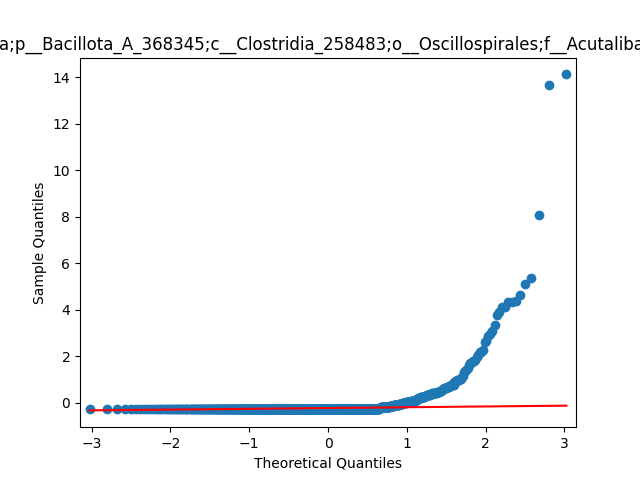 a;p__Bacillota_A_368345;c__Clostridia_258483;o__Oscillospirales;f__Acutaliba
14
12
10
8
6
4
2
0
Sample Quantiles
−3 −2 −1 0 1 2 3
Theoretical Quantiles